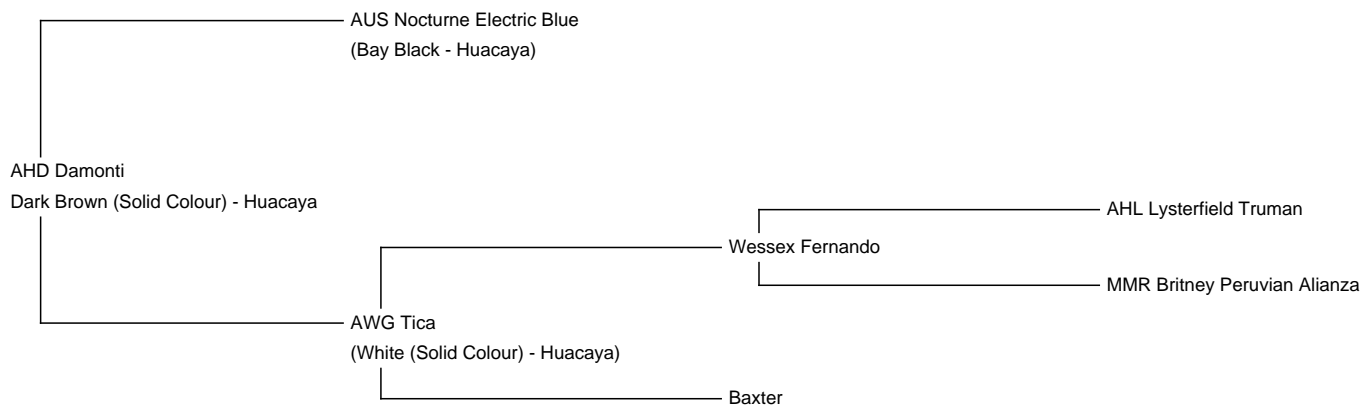 AUS Nocturne Electric Blue
(Bay Black - Huacaya)
AHD Damonti
Dark Brown (Solid Colour) - Huacaya
AHL Lysterfield Truman
Wessex Fernando
MMR Britney Peruvian Alianza
AWG Tica
(White (Solid Colour) - Huacaya)
Baxter